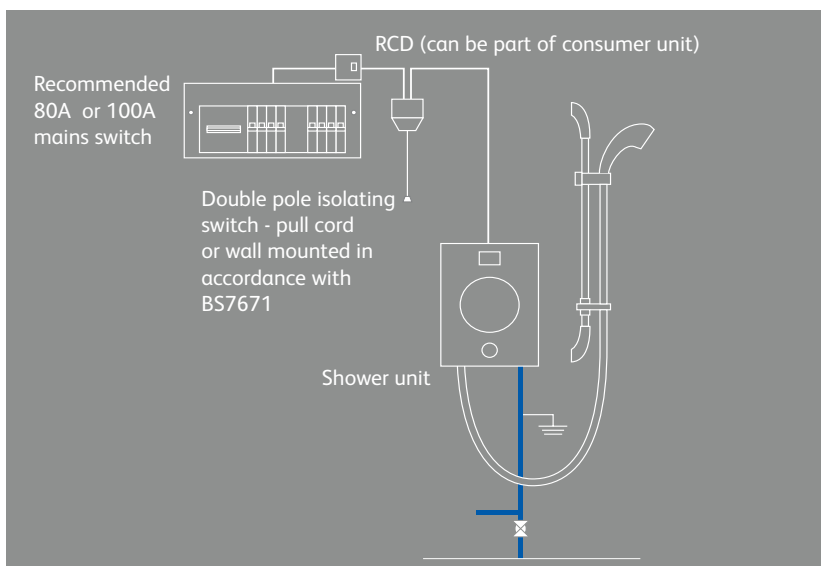 RCD (can be part of consumer unit)
Recommended
80A or 100A
mains switch
Double pole isolating
switch - pull cord
or wall mounted in
accordance with
BS7671
Shower unit